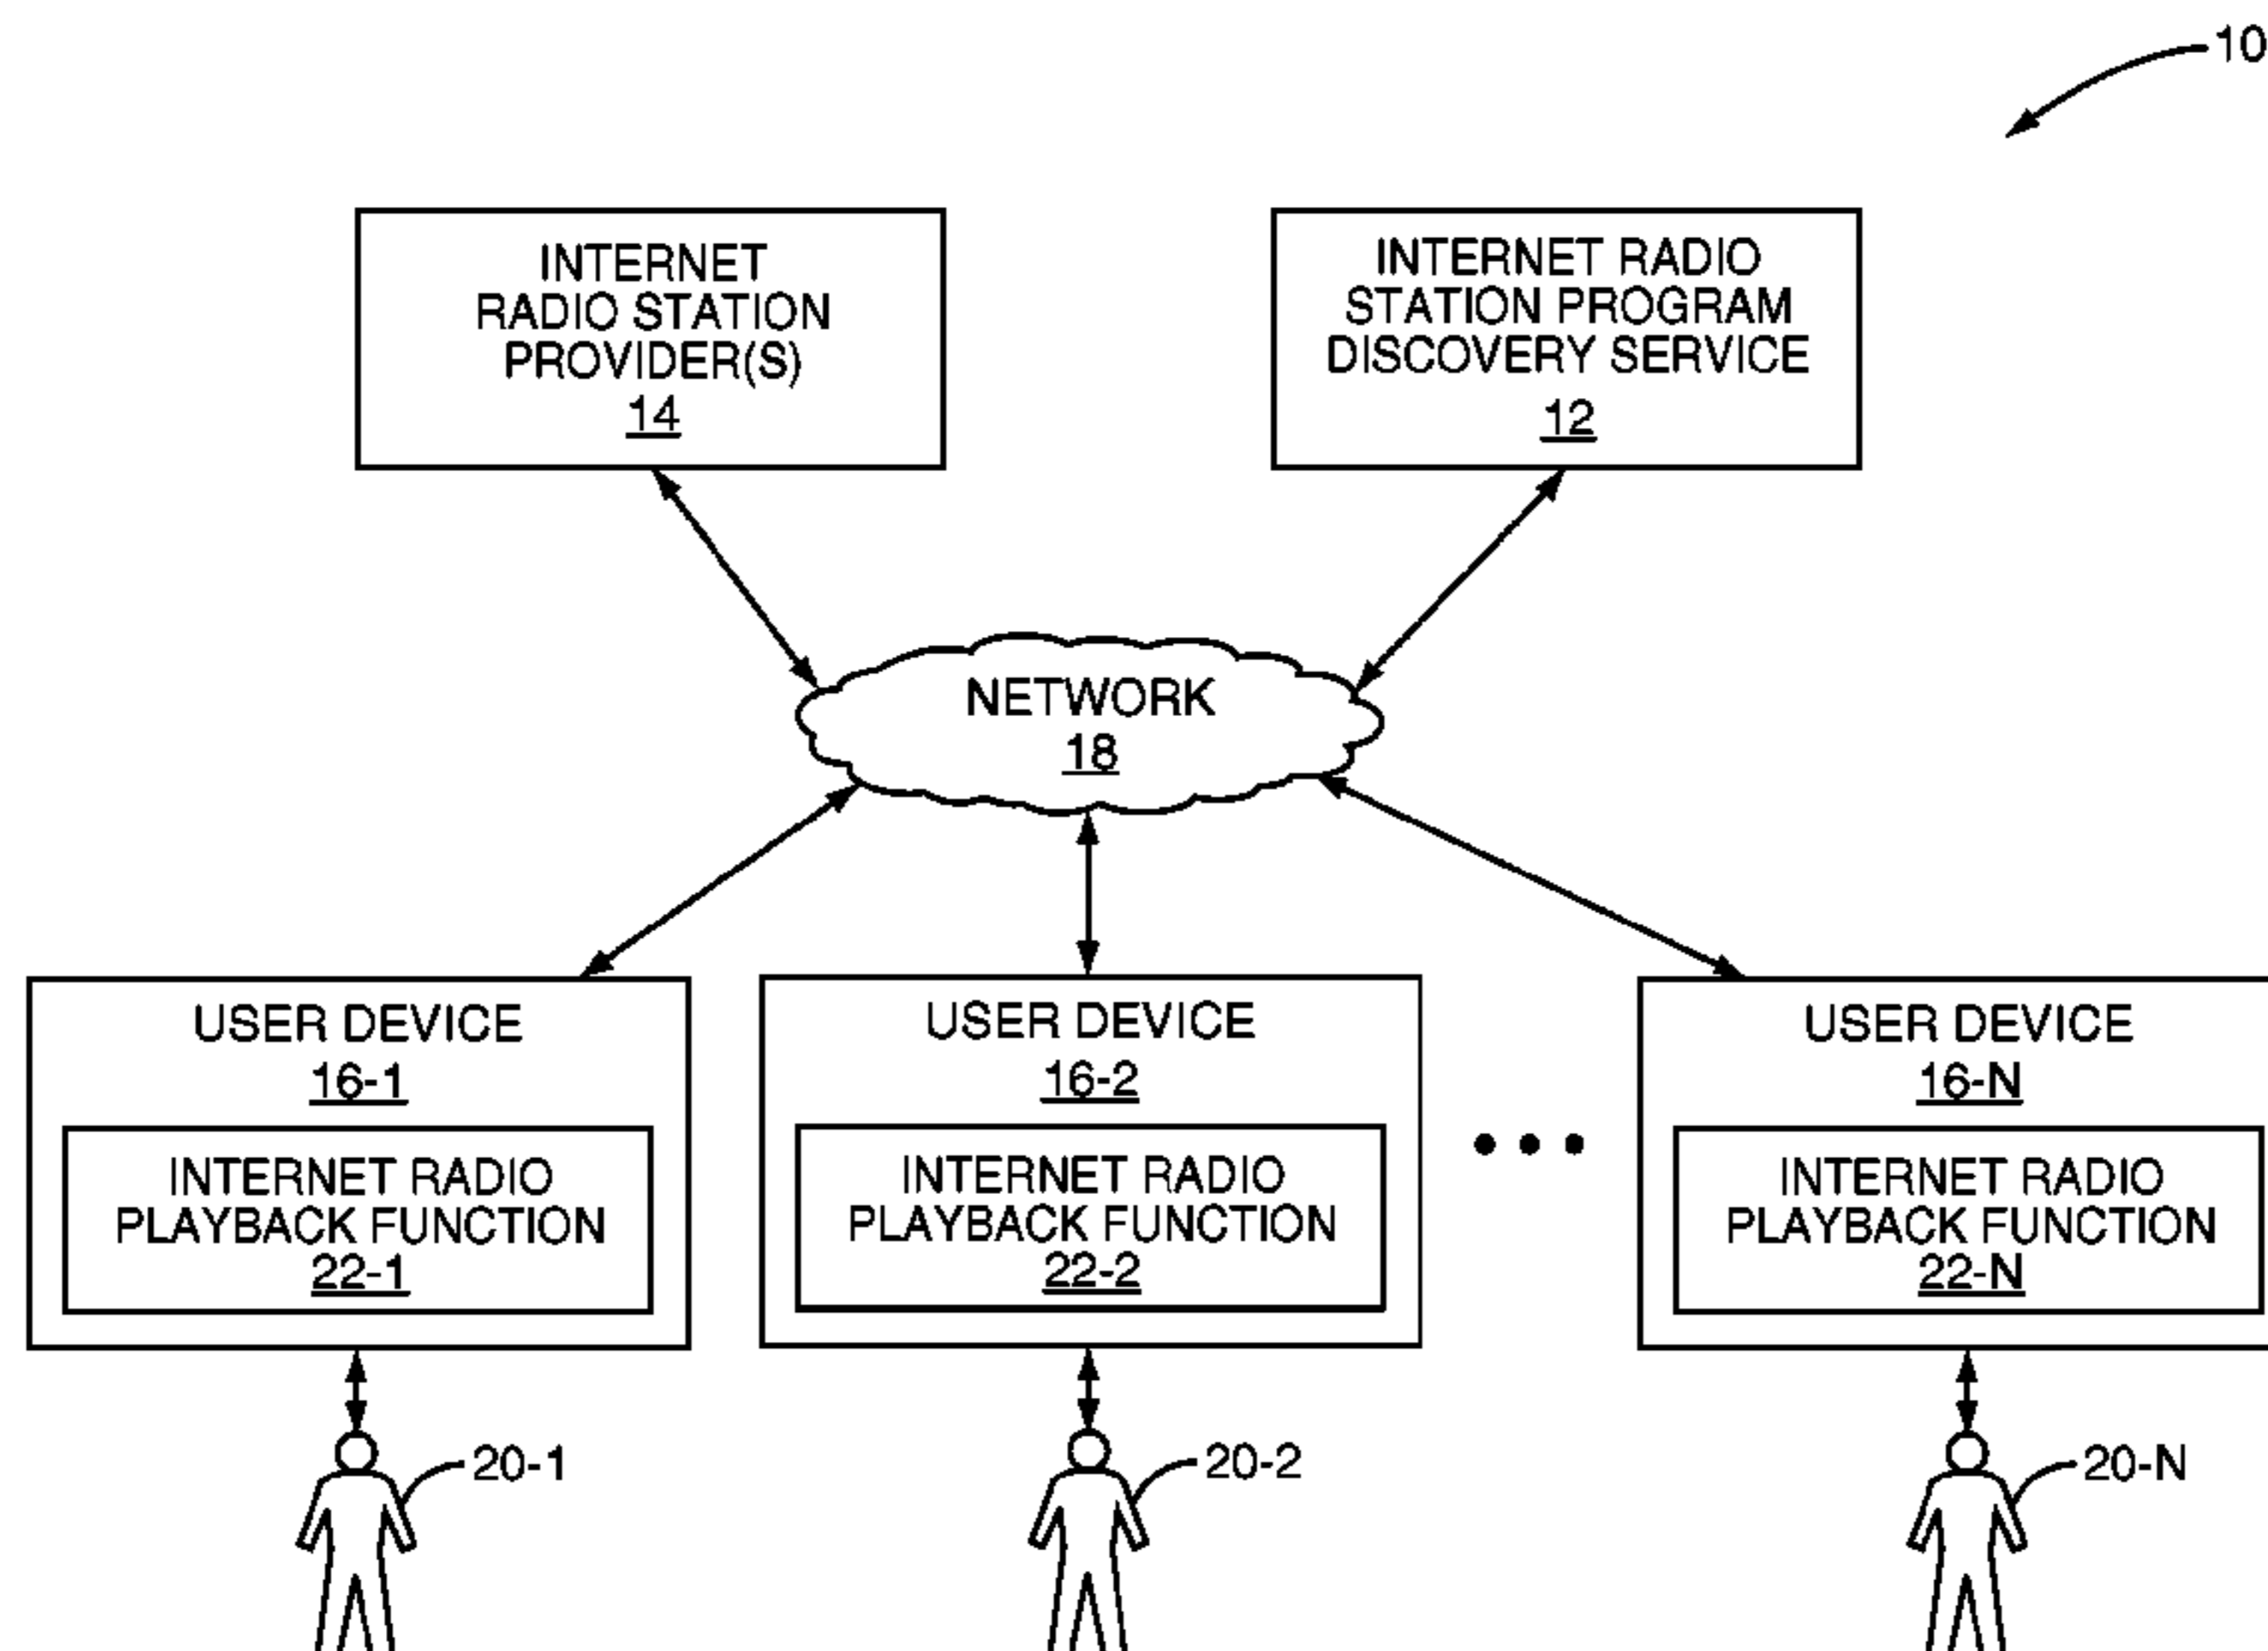 10
INTERNET
RADIO STATION
PROVIDER(S)
14
INTERNET RADIO
STATION PROGRAM
DISCOVERY SERVICE
12
NETWORK
18
USER DEVICE
16-1
INTERNET RADIO
PLAYBACK FUNCTION
22-1
USER DEVICE
16-2
INTERNET RADIO
PLAYBACK FUNCTION
22-2
USER DEVICE
16-N
INTERNET RADIO
PLAYBACK FUNCTION
22-N
20-1
20-2
20-N